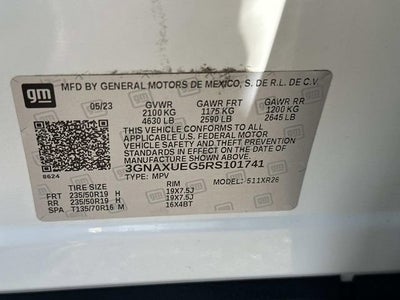 gm
MFD BY GENERAL MOTORS DE MEXICO, S. DE R.L. DE C.V.
05/23 GVWR GAWR FRT GAWR RR
2100 KG 1175 KG 1200 KG
4630 LB 2590 LB 2645 LB
THIS VEHICLE CONFORMS TO ALL APPLICABLE
U.S. FEDERAL MOTOR
VEHICLE SAFETY AND THEFT PREVENTION
STANDARDS IN EFFECT ON THE DATE OF
MANUFACTURE SHOWN ABOVE.
3GNAXUEG5RS101741
8624 TYPE: MPV MODEL: 511XR26
TIRE SIZE RIM
FRT 235/50R19 H 19X7.5J
RR 235/50R19 H 19X7.5J
SPA T135/70R16 M 16X4BT